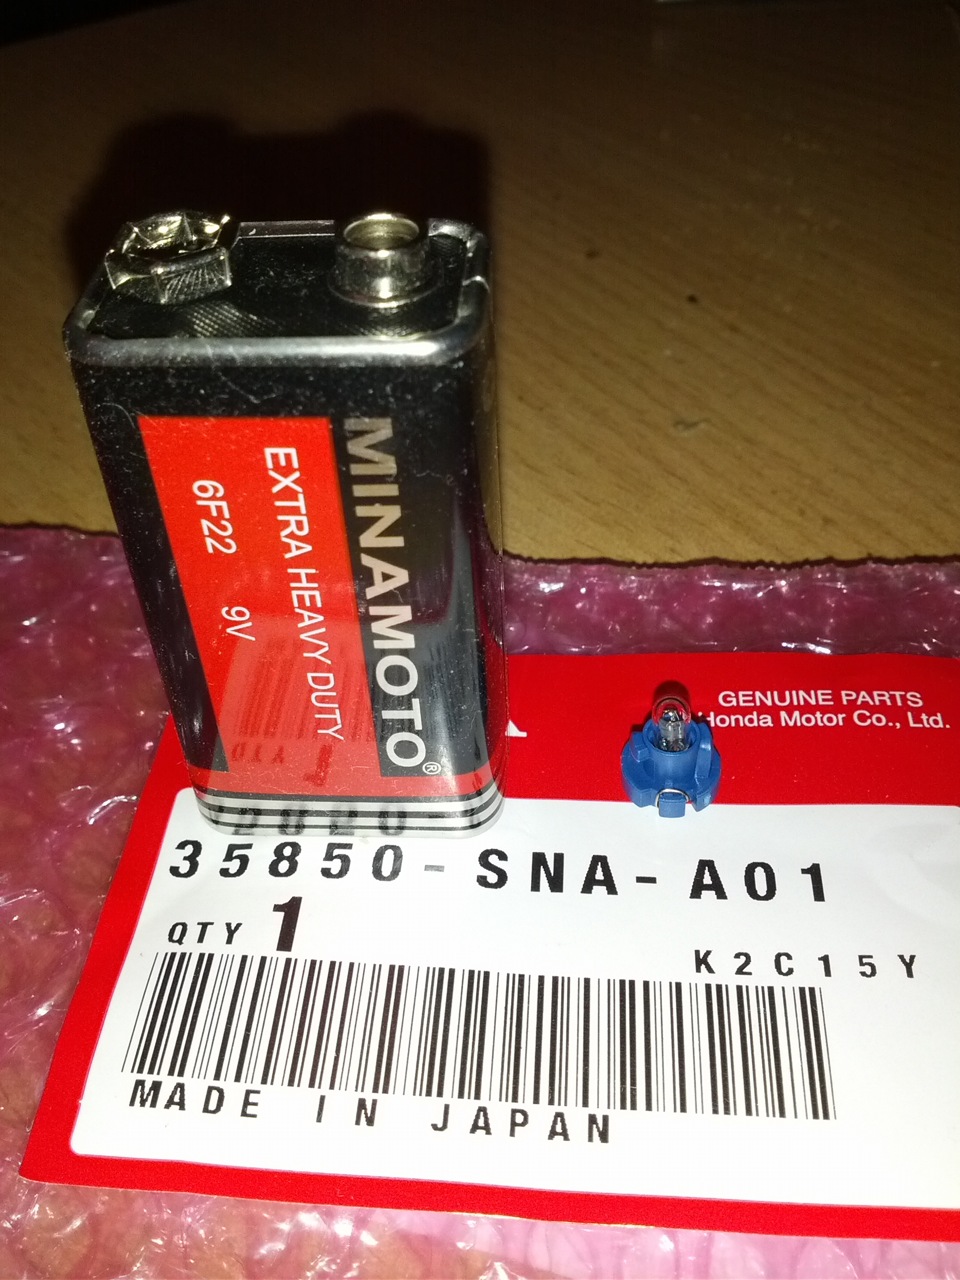 MINAMOTO®
EXTRA HEAVY DUTY
6F22 9V
GENUINE PARTS
Honda Motor Co., Ltd.
35850-SNA-A01
QTY 1
K2C15Y
MADE IN JAPAN